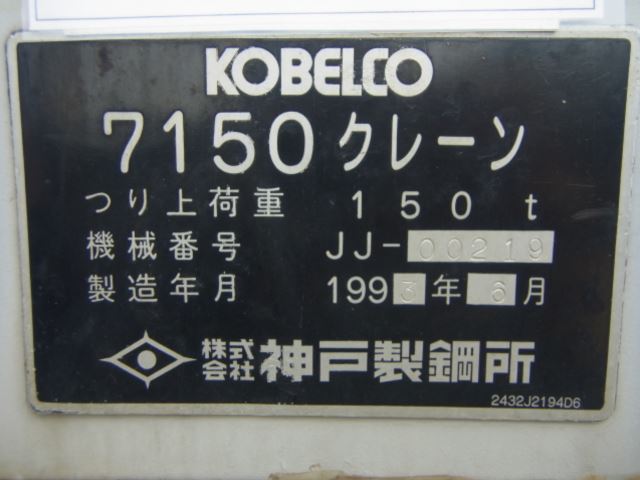 KOBELCO
7150クレーン
つり上荷重 150t
機械番号 JJ-00219
製造年月 1993年6月
株式会社 神戸製鋼所
2432J2194D6